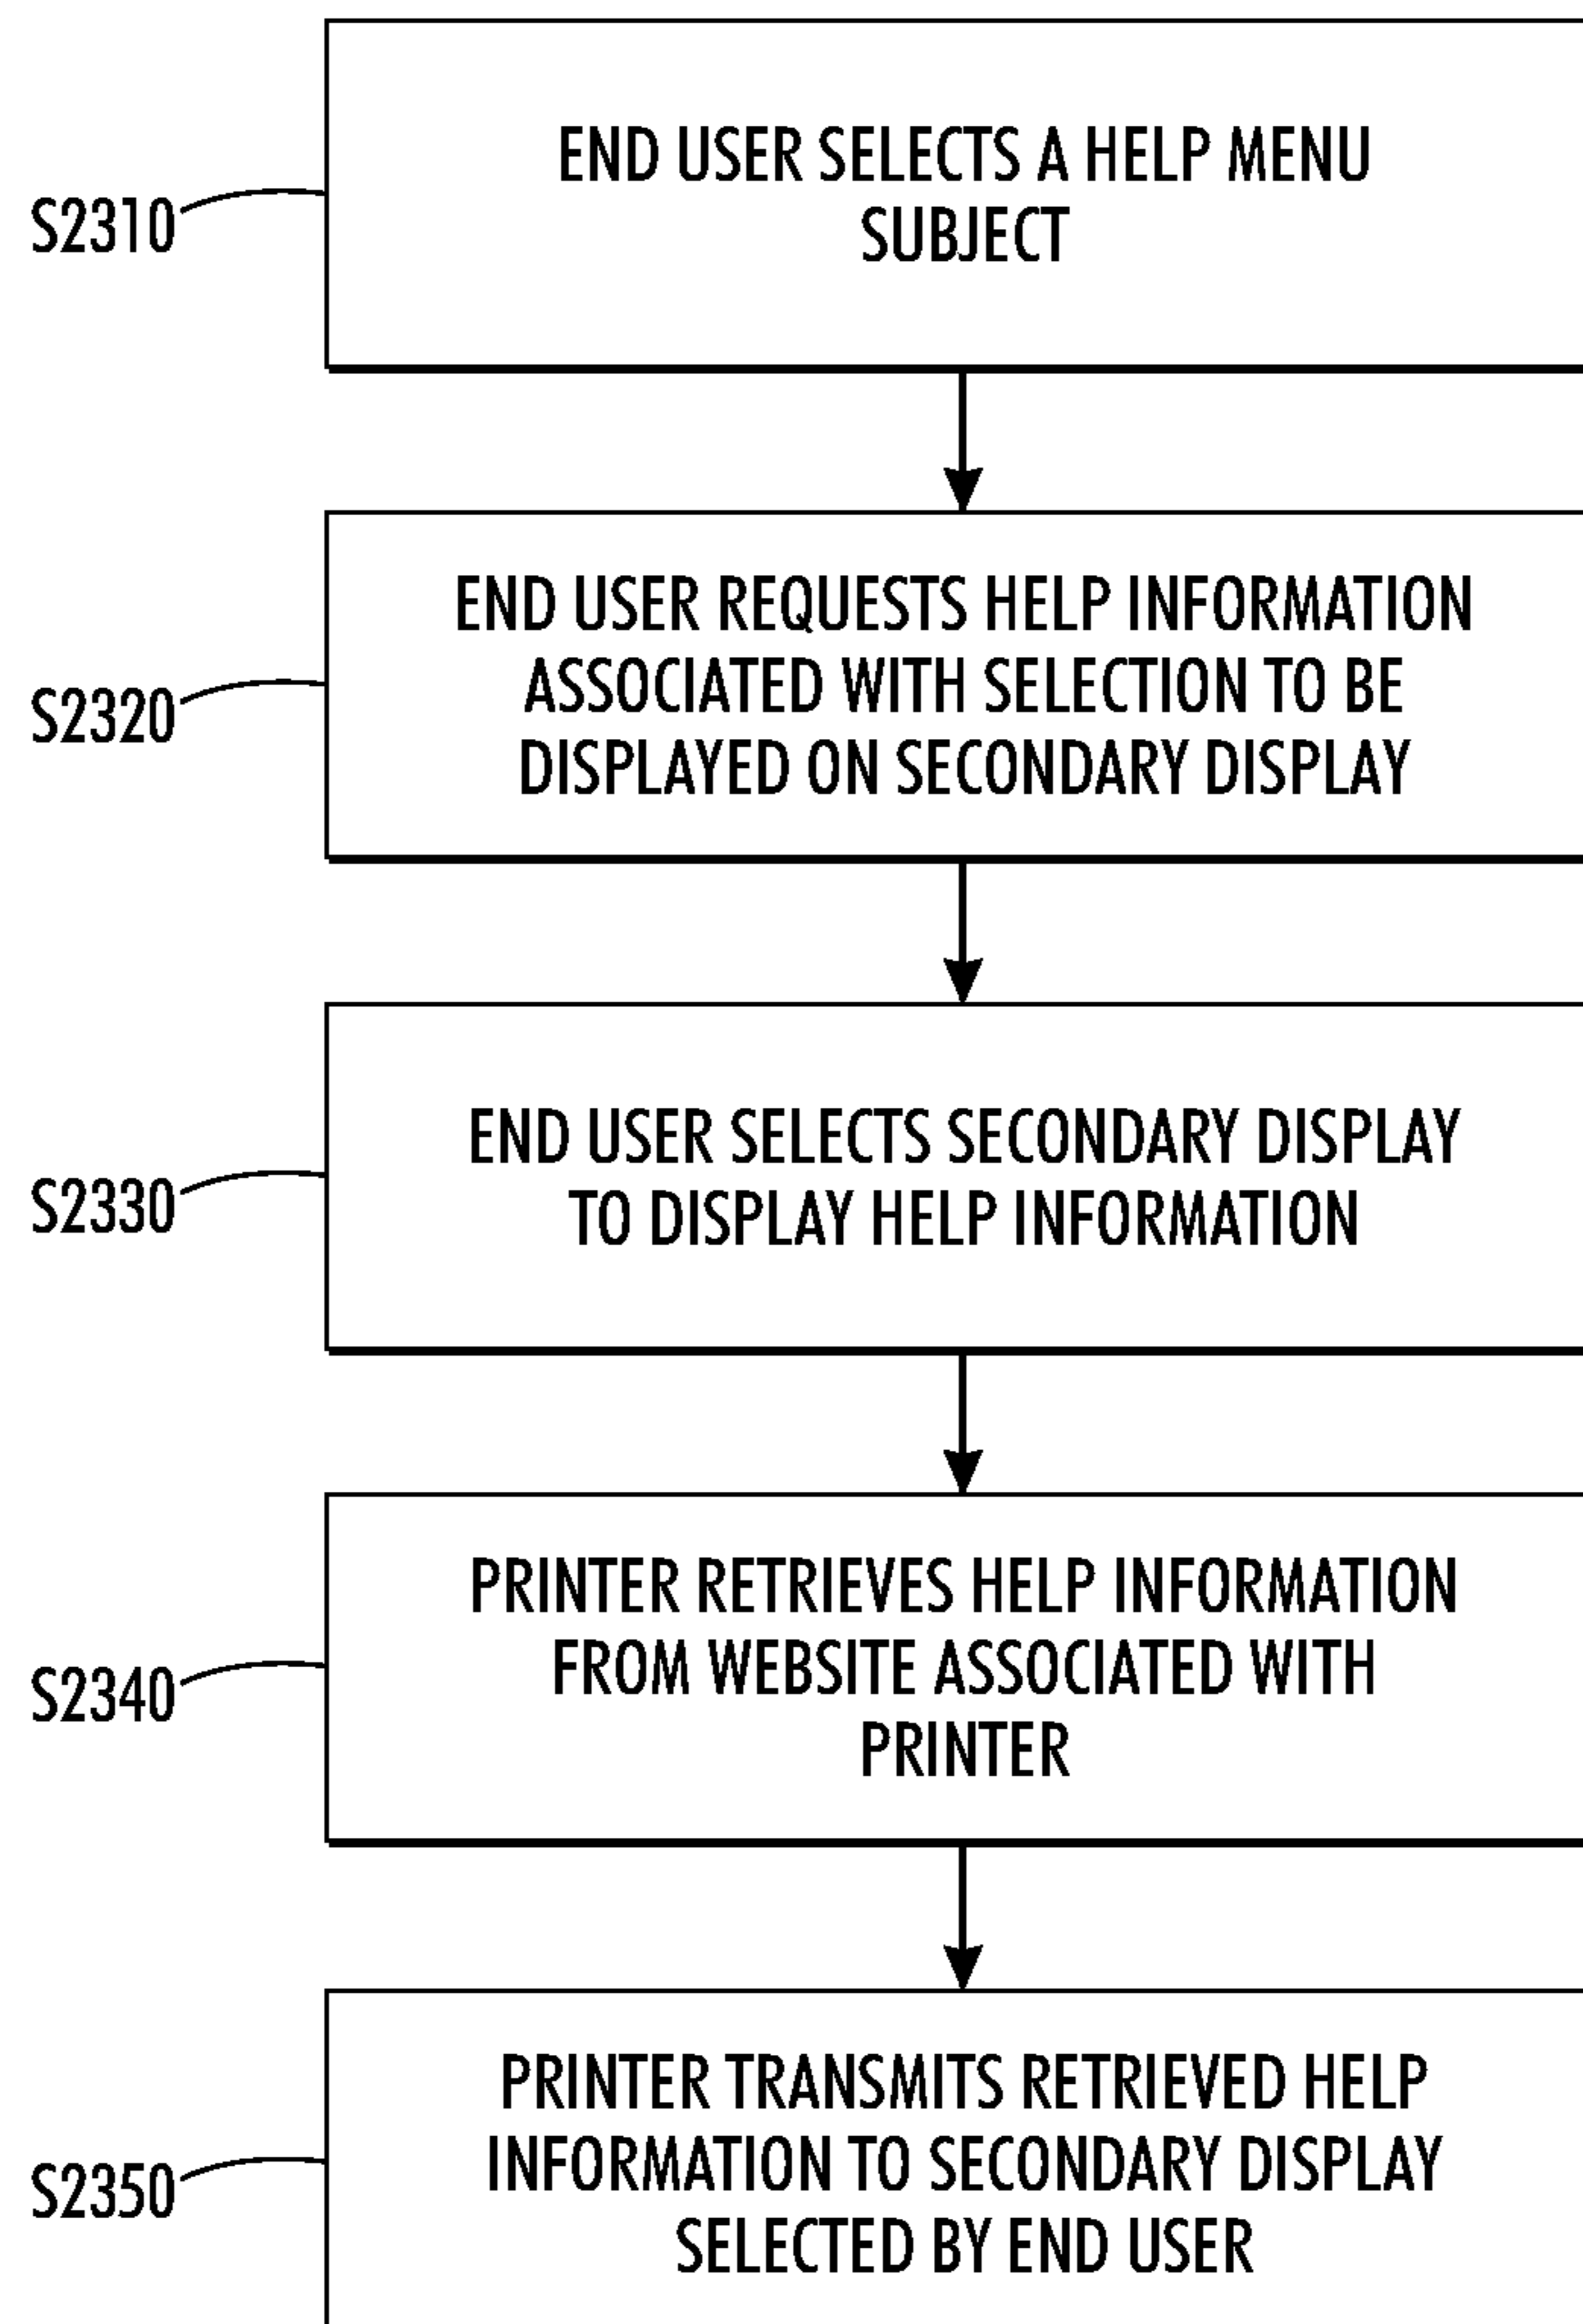 END USER SELECTS A HELP MENU
SUBJECT
S2310
END USER REQUESTS HELP INFORMATION
ASSOCIATED WITH SELECTION TO BE
DISPLAYED ON SECONDARY DISPLAY
S2320
END USER SELECTS SECONDARY DISPLAY
TO DISPLAY HELP INFORMATION
S2330
PRINTER RETRIEVES HELP INFORMATION
FROM WEBSITE ASSOCIATED WITH
PRINTER
S2340
PRINTER TRANSMITS RETRIEVED HELP
INFORMATION TO SECONDARY DISPLAY
SELECTED BY END USER
S2350